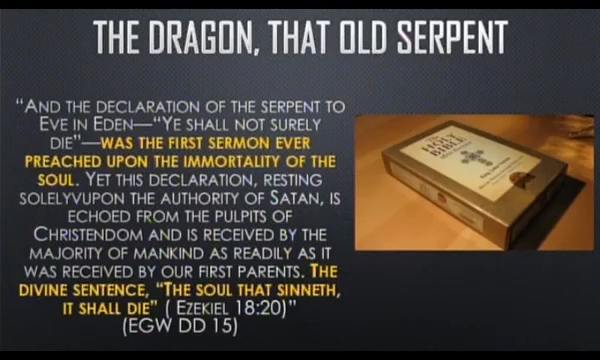 THE DRAGON, THAT OLD SERPENT
“AND THE DECLARATION OF THE SERPENT TO
EVE IN EDEN—“YE SHALL NOT SURELY
DIE”—WAS THE FIRST SERMON EVER
PREACHED UPON THE IMMORTALITY OF THE
SOUL. YET THIS DECLARATION, RESTING
SOLELYVUPON THE AUTHORITY OF SATAN, IS
ECHOED FROM THE PULPITS OF
CHRISTENDOM AND IS RECEIVED BY THE
MAJORITY OF MANKIND AS READILY AS IT
WAS RECEIVED BY OUR FIRST PARENTS. THE
DIVINE SENTENCE, “THE SOUL THAT SINNETH,
IT SHALL DIE” ( EZEKIEL 18:20)”
(EGW DD 15)
The
HOLY
BIBLE